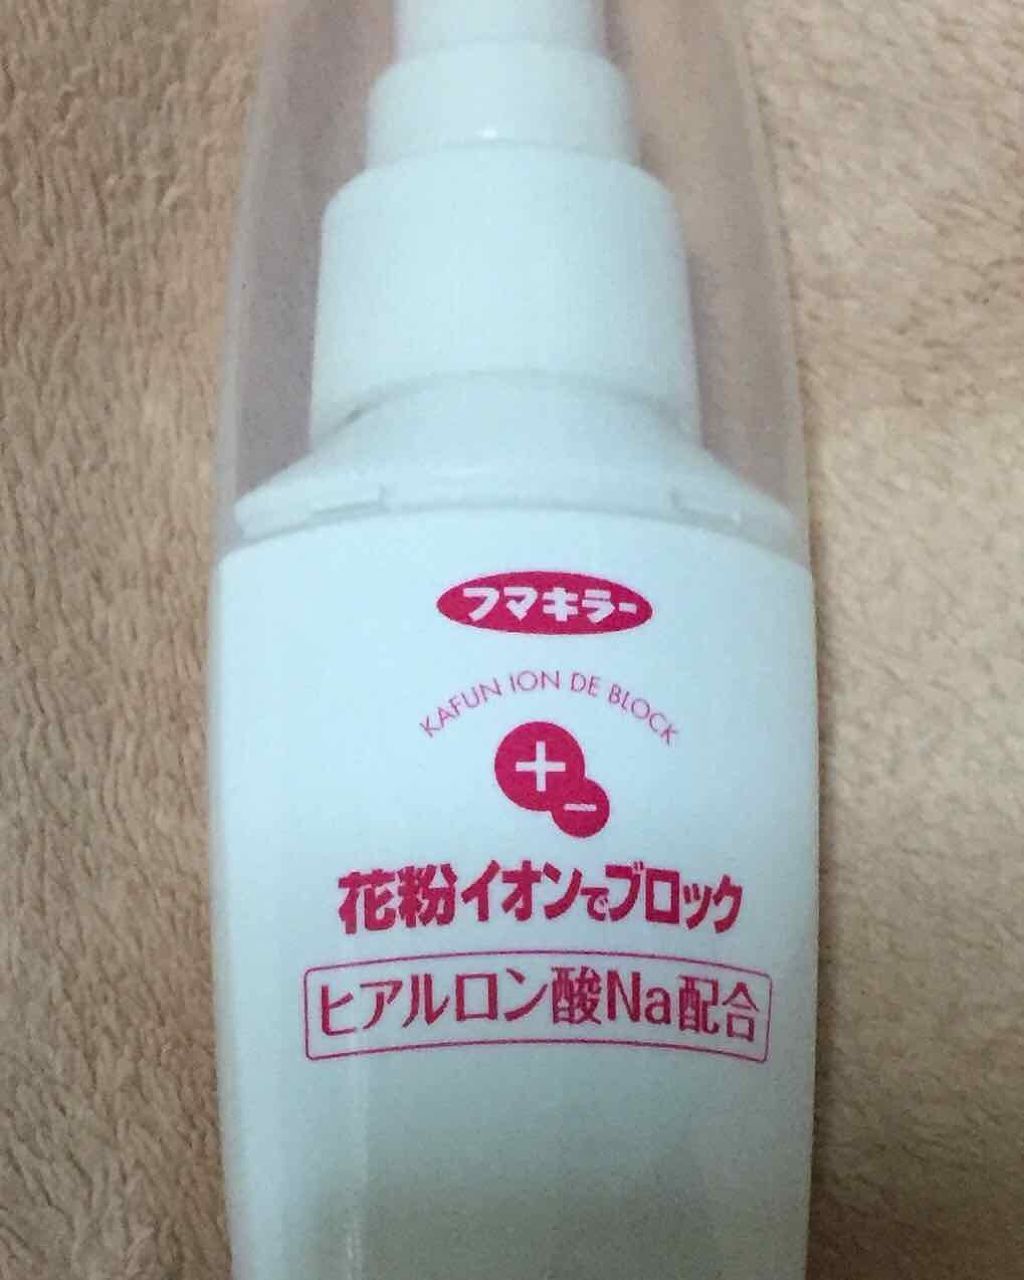 フマキラー
KAFUN ION DE BLOCK
+
−
花粉イオンでブロック
ヒアルロン酸Na配合